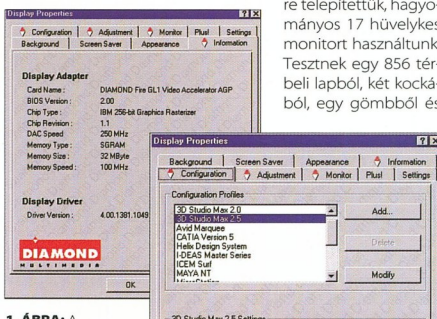 re telepítettük, hagyo-
mányos 17 hüvelykes
monitort használtunk
Tesztnek egy 856 tér-
beli lapból, két kocká-
ból, egy gömbből és
Display Properties
Configuration Adjustment Monitor Plus! Settings
Background Screen Saver Appearance Information
Display Adapter
Card Name : DIAMOND Fire GL1 Video Accelerator AGP
BIOS Version : 2.00
Chip Type : IBM 256-bit Graphics Rasterizer
Chip Revision : 1.1
DAC Speed 250 MHz
Memory Type : SGRAM
Memory Size : 32 MByte
Memory Speed : 100 MHz
Display Driver
Driver Version : 4.00.1381.1049
DIAMOND
MULTIMEDIA
OK
Display Properties
Background Screen Saver Appearance Information
Configuration Adjustment Monitor Plus! Settings
Configuration Profiles
3D Studio Max 2.0
3D Studio Max 2.5
Avid Marquee
CATIA Version 5
Helix Design System
I-DEAS Master Series
ICEM Surf
MAYA NT
MicroStation
Add...
Delete
Modify
3D Studio Max 2.5 Settings
1. ÁBRA: A